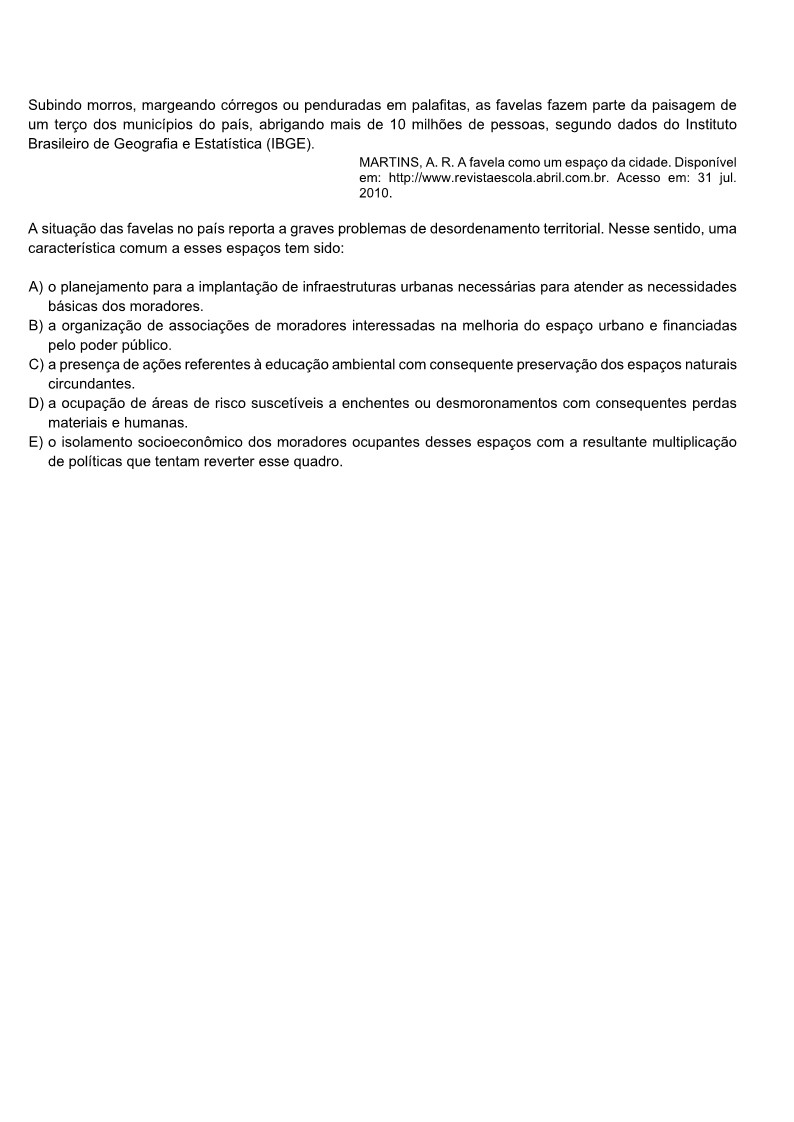 Subindo morros, margeando córregos ou penduradas em palafitas, as favelas fazem parte da paisagem de
um terço dos municípios do país, abrigando mais de 10 milhões de pessoas, segundo dados do Instituto
Brasileiro de Geografia e Estatística (IBGE).
MARTINS, A. R. A favela como um espaço da cidade. Disponível
em: http://www.revistaescola.abril.com.br. Acesso em: 31 jul.
2010.
A situação das favelas no país reporta a graves problemas de desordenamento territorial. Nesse sentido, uma
característica comum a esses espaços tem sido:
A) o planejamento para a implantação de infraestruturas urbanas necessárias para atender as necessidades
básicas dos moradores.
B) a organização de associações de moradores interessadas na melhoria do espaço urbano e financiadas
pelo poder público.
C) a presença de ações referentes à educação ambiental com consequente preservação dos espaços naturais
circundantes.
D) a ocupação de áreas de risco suscetíveis a enchentes ou desmoronamentos com consequentes perdas
materiais e humanas.
E) o isolamento socioeconômico dos moradores ocupantes desses espaços com a resultante multiplicação
de políticas que tentam reverter esse quadro.